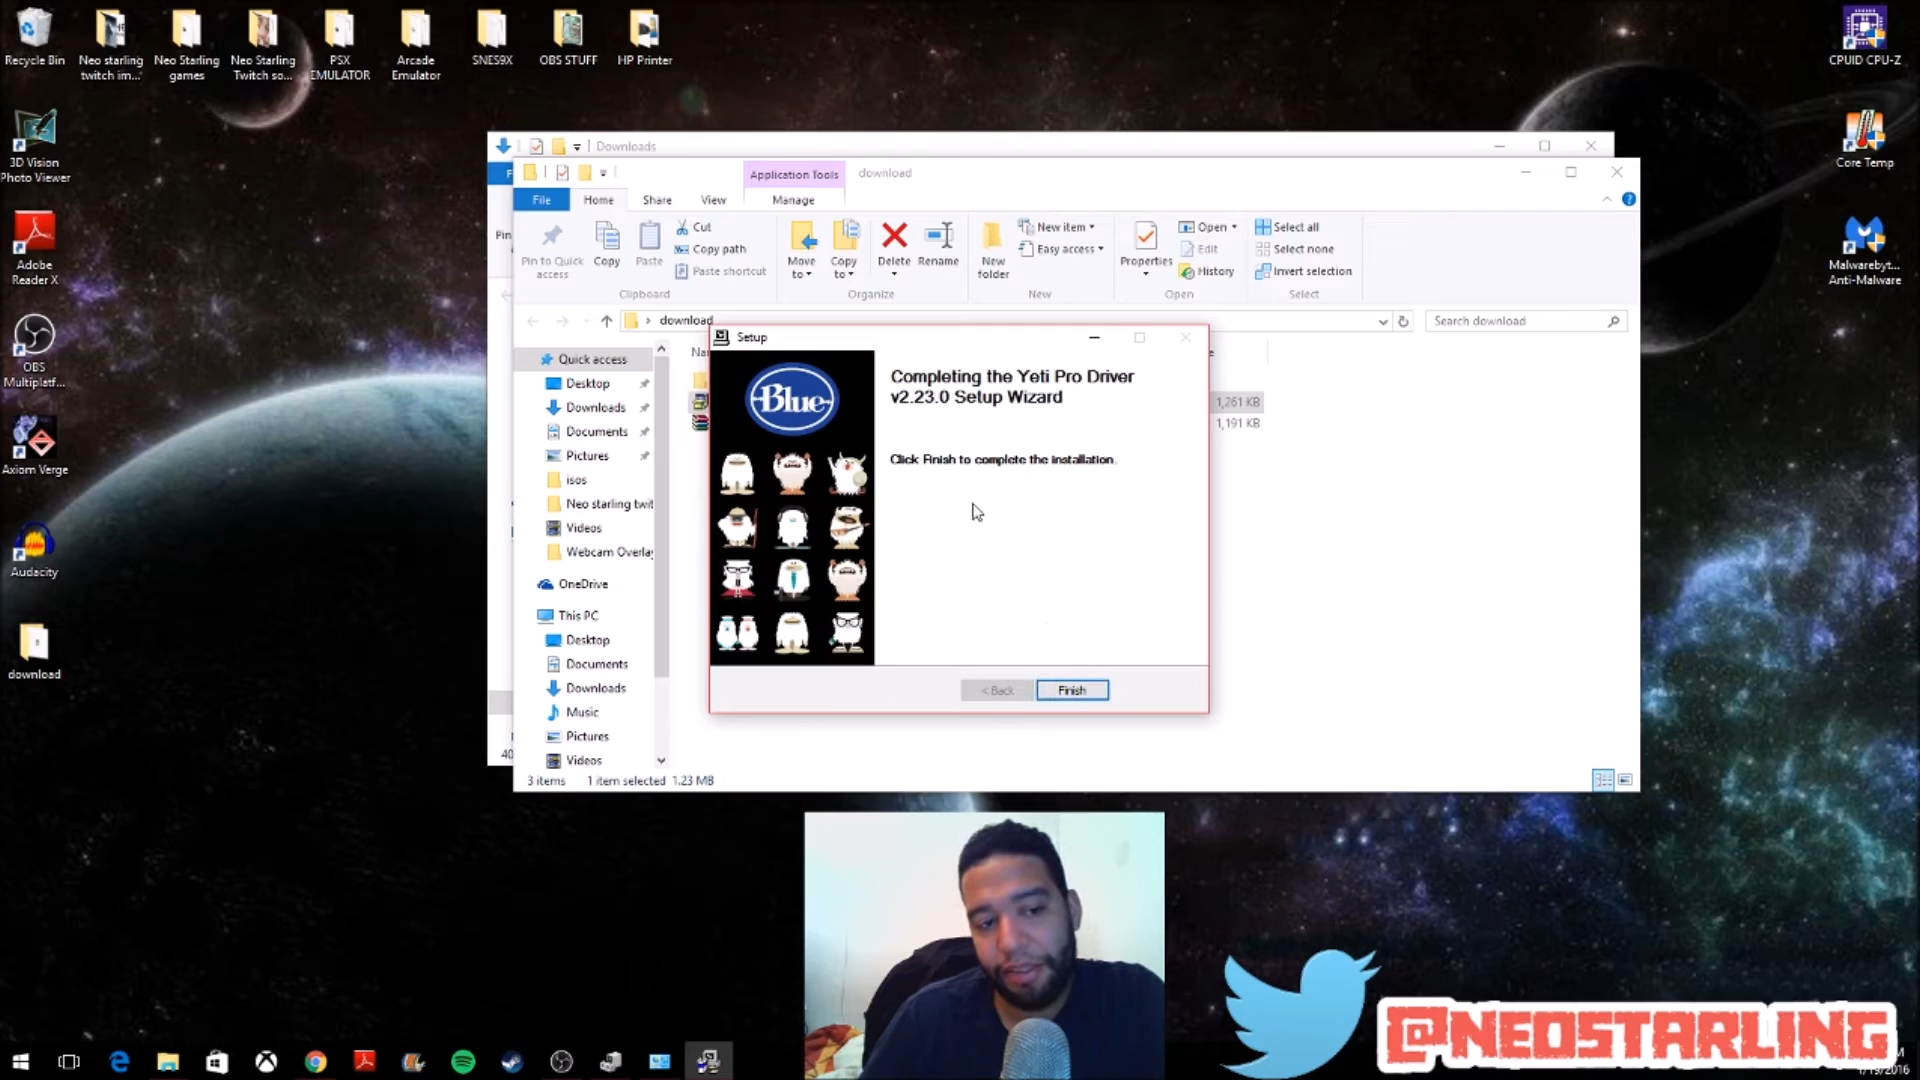 Recycle Bin
Neo starling
twitch im...
Neo Starling
games
Neo Starling
Twitch so...
PSX
EMULATOR
Arcade
Emulator
SNES9X
OBS STUFF
HP Printer
CPUID CPU-Z
3D Vision
Photo Viewer
Core Temp
Adobe
Reader X
Malwarebyt...
Anti-Malware
OBS
Multiplatf...
Axiom Verge
Audacity
download
Downloads
Application Tools
download
File
Home
Share
View
Manage
Pin to Quick
access
Copy
Paste
Cut
Copy path
Paste shortcut
Clipboard
Move
to
Copy
to
Delete
Rename
Organize
New
folder
New item
Easy access
New
Properties
Open
Edit
History
Open
Select all
Select none
Invert selection
Select
download
Search download
Quick access
Desktop
Downloads
Documents
Pictures
isos
Neo starling twit
Videos
Webcam Overla
OneDrive
This PC
Desktop
Documents
Downloads
Music
Pictures
Videos
1,261 KB
1,191 KB
3 items
1 item selected 1.23 MB
Setup
Blue
Completing the Yeti Pro Driver
v2.23.0 Setup Wizard
Click Finish to complete the installation.
< Back
Finish
@NEOSTARLING